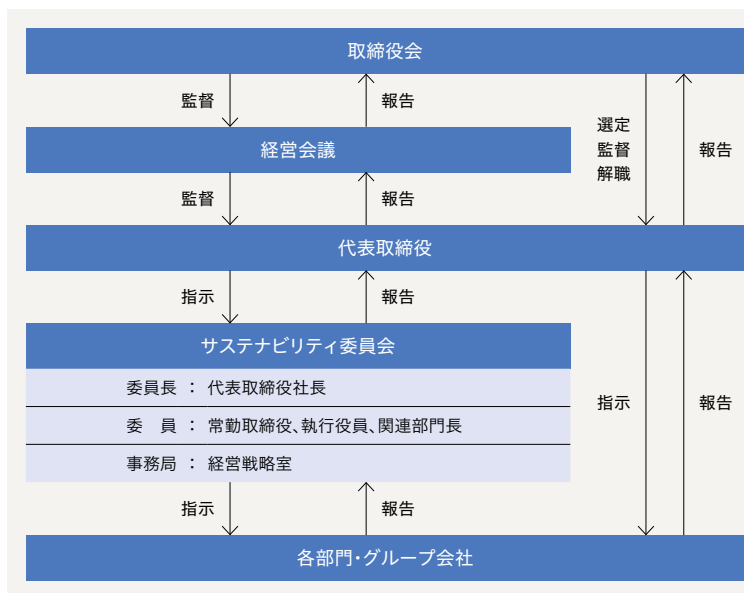 取締役会
監督
報告
経営会議
選定
監督
解職
報告
監督
報告
代表取締役
指示
報告
サステナビリティ委員会
委員長 : 代表取締役社長
委　員 : 常勤取締役、執行役員、関連部門長
事務局 : 経営戦略室
指示
報告
指示
報告
各部門・グループ会社